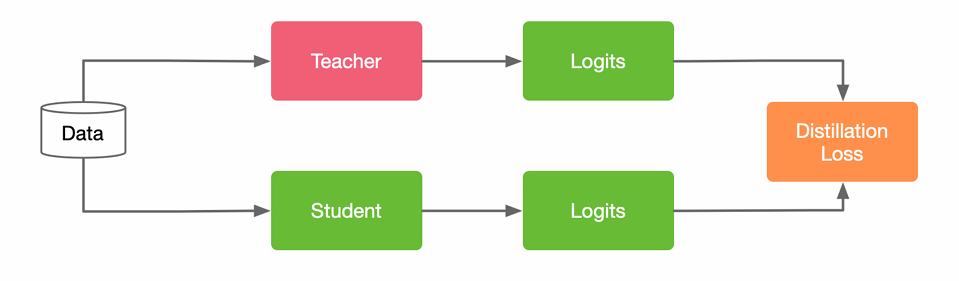 Teacher
Logits
Data
Distillation
Loss
Student
Logits